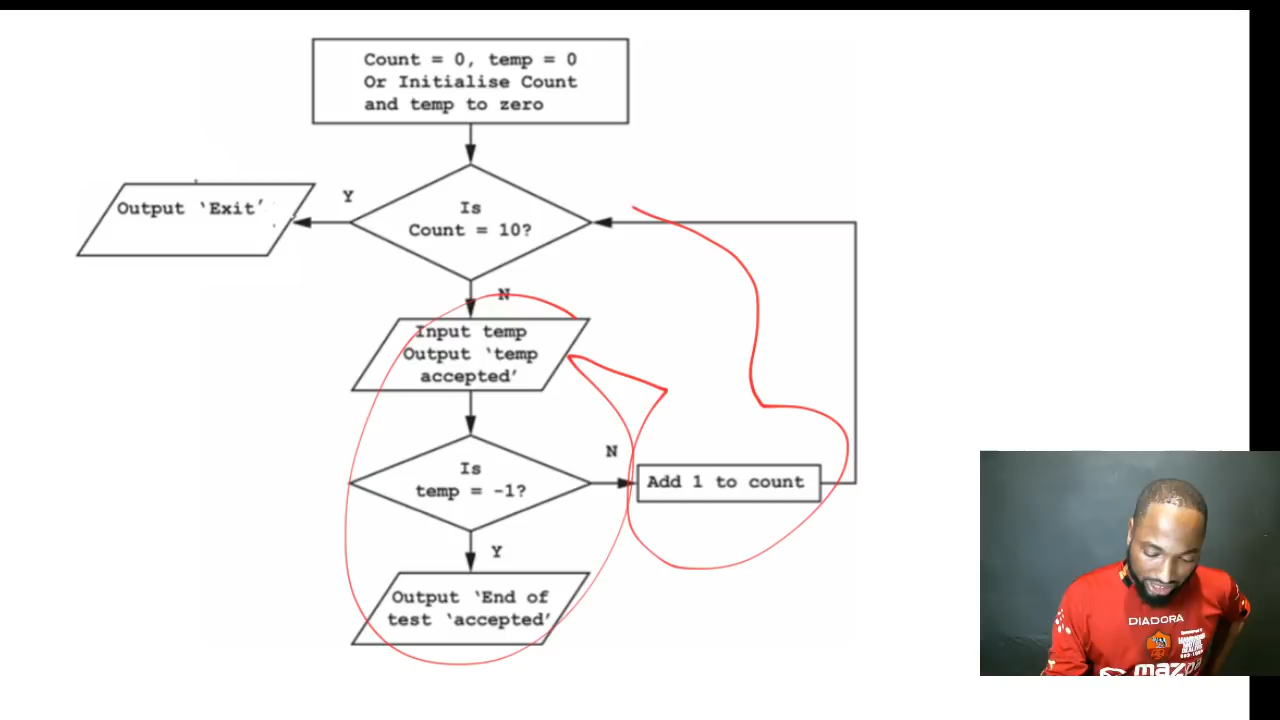 Count = 0, temp = 0
Or Initialise Count
and temp to zero
Y
Output ‘Exit’
Is
Count = 10?
N
Input temp
Output ‘temp
accepted’
Is
temp = -1?
N
Add 1 to count
Y
Output ‘End of
test ‘accepted’
DIADORA
mazda